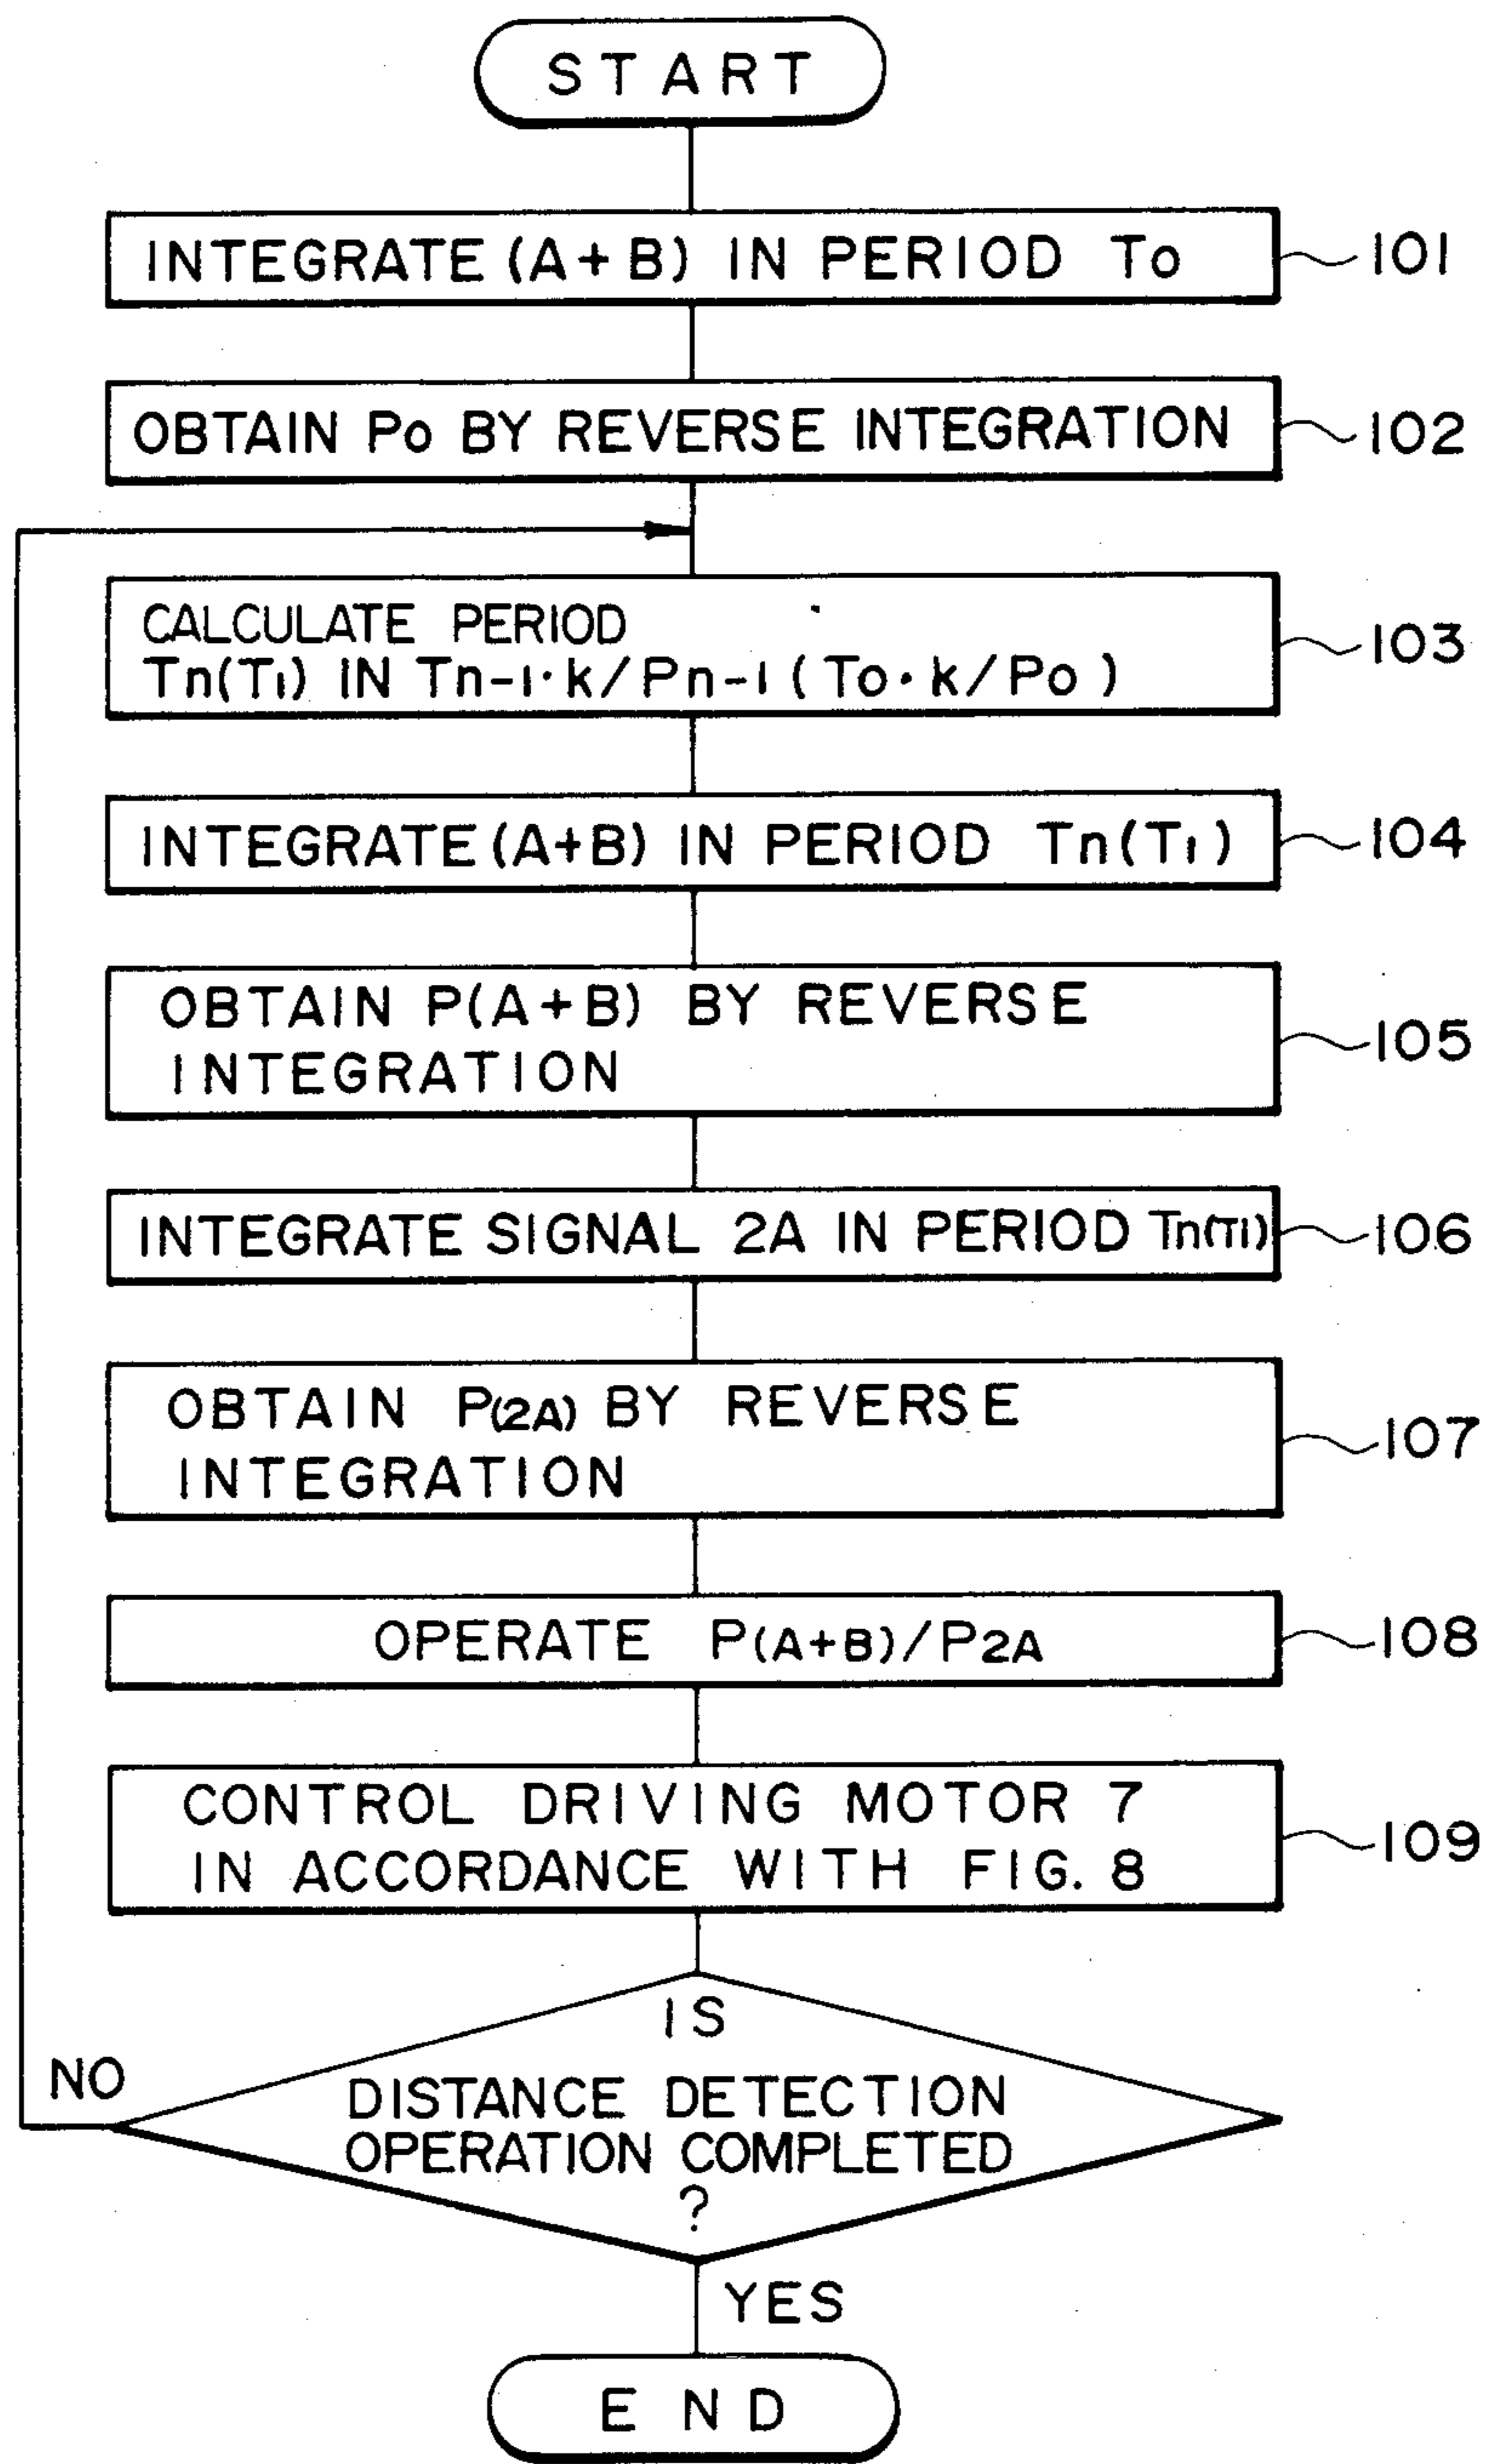 START
INTEGRATE (A+B) IN PERIOD To
101
OBTAIN Po BY REVERSE INTEGRATION
102
CALCULATE PERIOD
Tn(T1) IN Tn-1·k/Pn-1(To·k/Po)
103
INTEGRATE (A+B) IN PERIOD Tn(T1)
104
OBTAIN P(A+B) BY REVERSE
INTEGRATION
105
INTEGRATE SIGNAL 2A IN PERIOD Tn(T1)
106
OBTAIN P(2A) BY REVERSE
INTEGRATION
107
OPERATE P(A+B)/P2A
108
CONTROL DRIVING MOTOR 7
IN ACCORDANCE WITH FIG. 8
109
IS
DISTANCE DETECTION
OPERATION COMPLETED
?
NO
YES
END